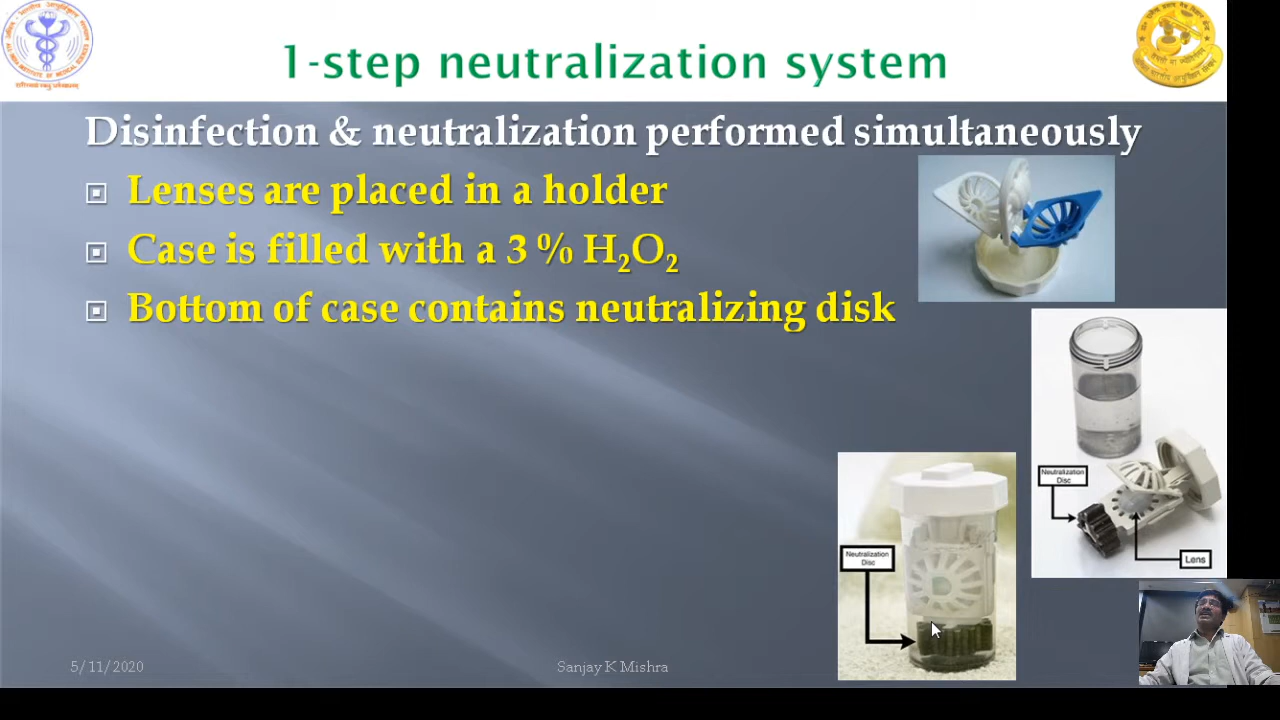 1-step neutralization system
Disinfection & neutralization performed simultaneously
Lenses are placed in a holder
Case is filled with a 3 % H₂O₂
Bottom of case contains neutralizing disk
Neutralization
Disc
Lens
Neutralization
Disc
5/11/2020
Sanjay K Mishra